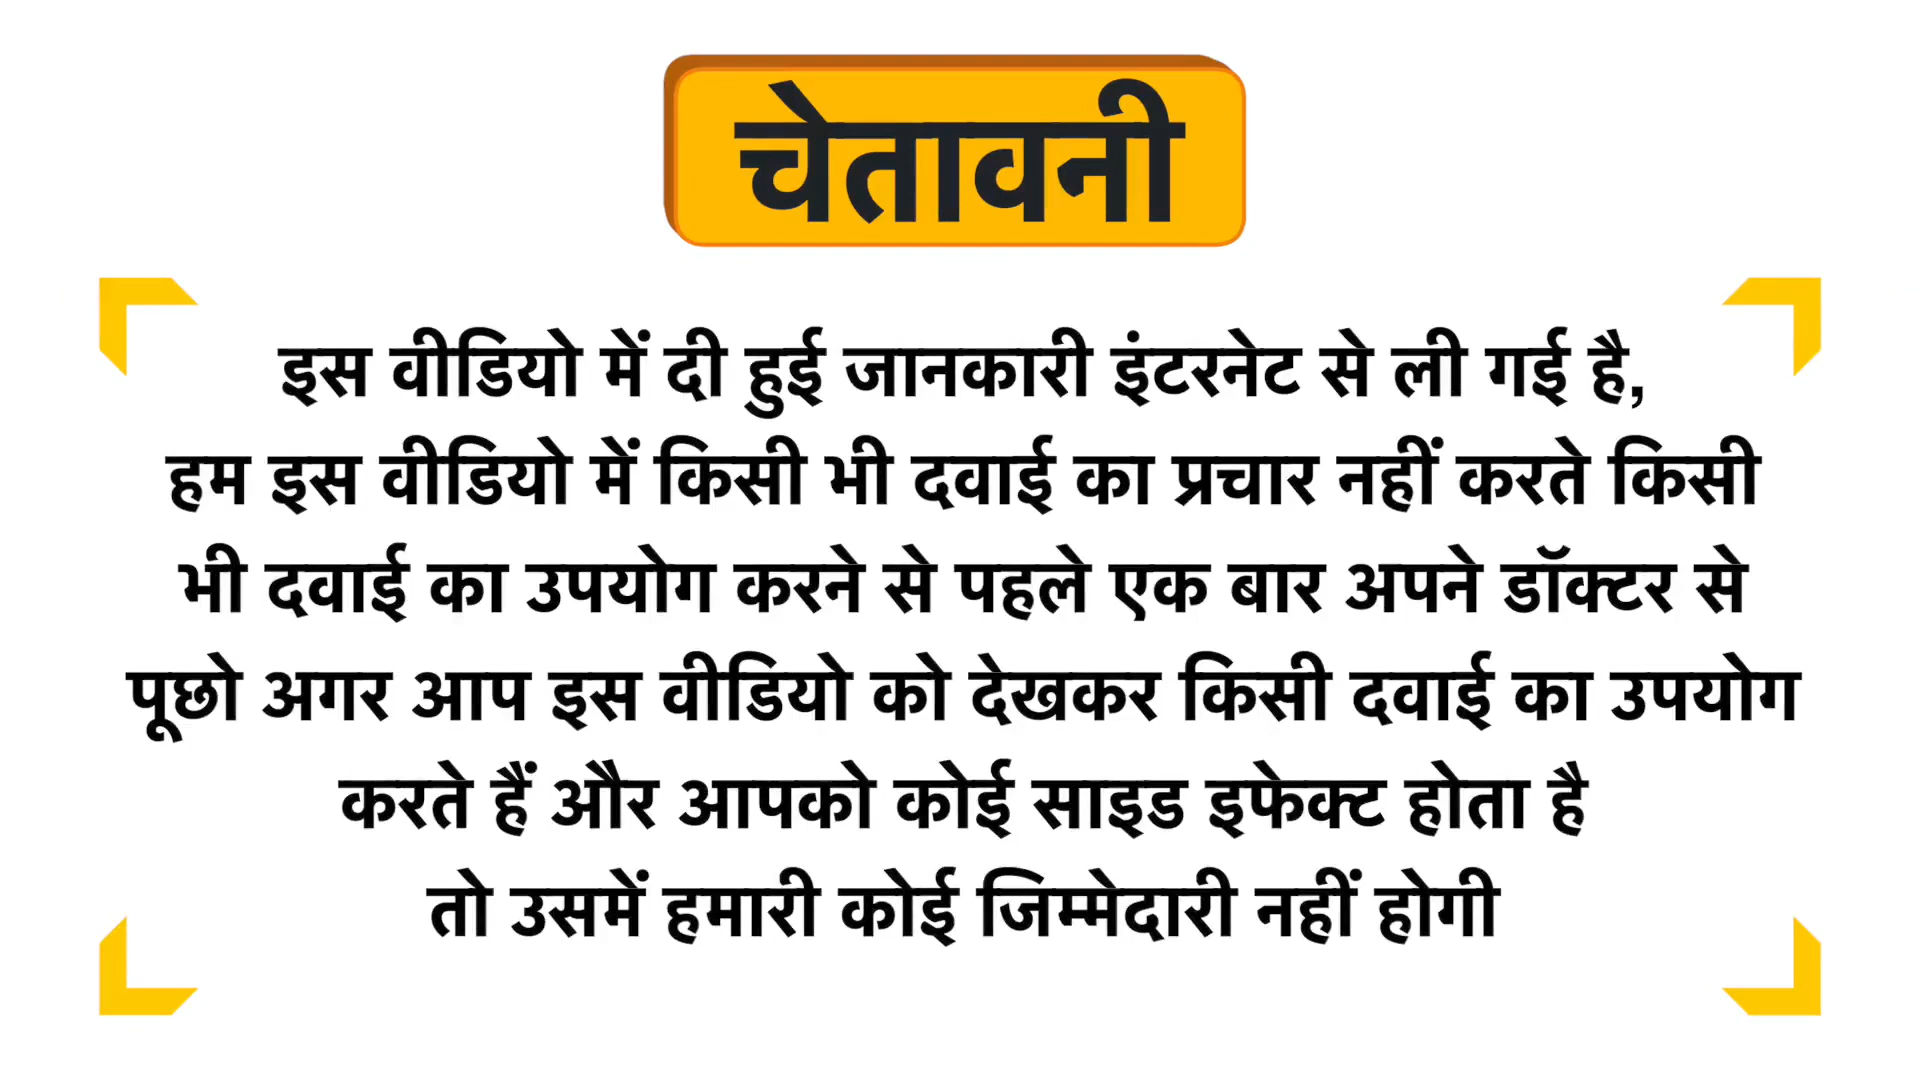 चेतावनी
इस वीडियो में दी हुई जानकारी इंटरनेट से ली गई है,
हम इस वीडियो में किसी भी दवाई का प्रचार नहीं करते किसी
भी दवाई का उपयोग करने से पहले एक बार अपने डॉक्टर से
पूछो अगर आप इस वीडियो को देखकर किसी दवाई का उपयोग
करते हैं और आपको कोई साइड इफेक्ट होता है
तो उसमें हमारी कोई जिम्मेदारी नहीं होगी